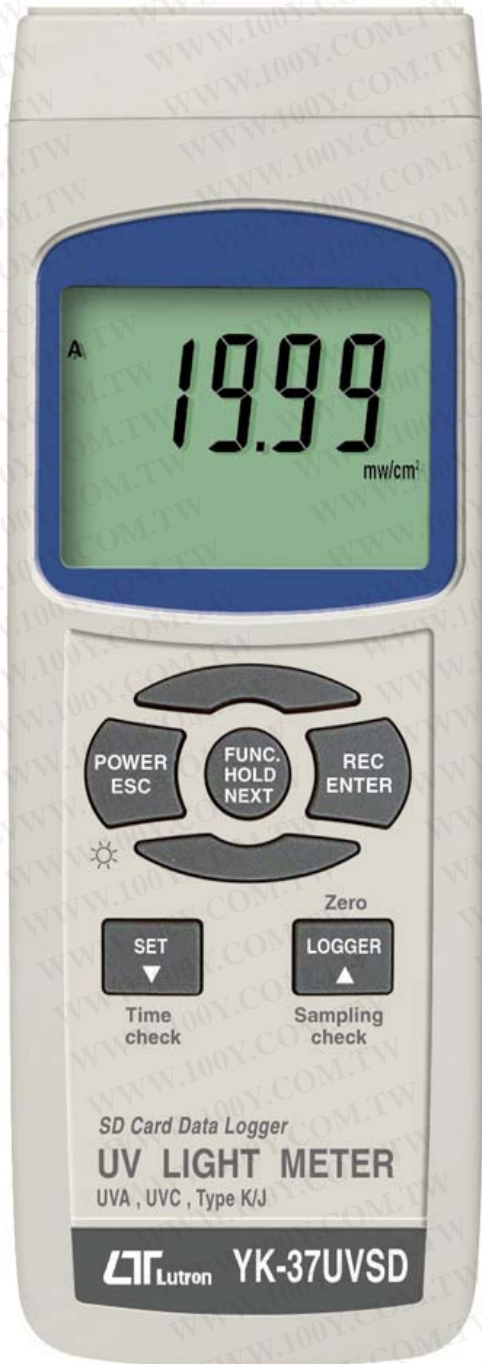 A
19.99
mw/cm²
POWER
ESC
FUNC.
HOLD
NEXT
REC
ENTER
Zero
SET
▼
LOGGER
▲
Time
check
Sampling
check
SD Card Data Logger
UV LIGHT METER
UVA , UVC , Type K/J
Lutron YK-37UVSD
WWW.100Y.COM.TW